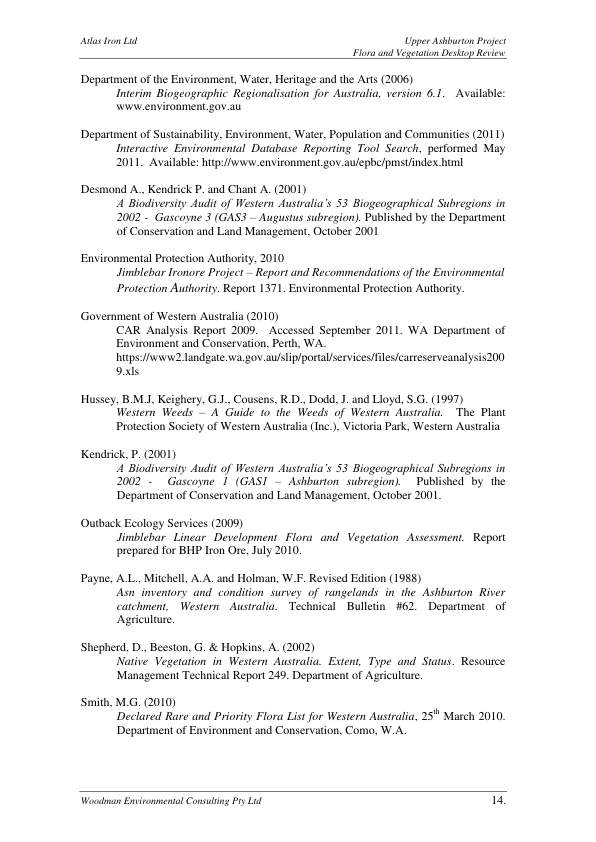 Atlas Iron Ltd
Upper Ashburton Project
Flora and Vegetation Desktop Review
Department of the Environment, Water, Heritage and the Arts (2006)
Interim Biogeographic Regionalisation for Australia, version 6.1. Available:
www.environment.gov.au
Department of Sustainability, Environment, Water, Population and Communities (2011)
Interactive Environmental Database Reporting Tool Search, performed May
2011. Available: http://www.environment.gov.au/epbc/pmst/index.html
Desmond A., Kendrick P. and Chant A. (2001)
A Biodiversity Audit of Western Australia’s 53 Biogeographical Subregions in
2002 - Gascoyne 3 (GAS3 – Augustus subregion). Published by the Department
of Conservation and Land Management, October 2001
Environmental Protection Authority, 2010
Jimblebar Ironore Project – Report and Recommendations of the Environmental
Protection Authority. Report 1371. Environmental Protection Authority.
Government of Western Australia (2010)
CAR Analysis Report 2009. Accessed September 2011. WA Department of
Environment and Conservation, Perth, WA.
https://www2.landgate.wa.gov.au/slip/portal/services/files/carreserveanalysis200
9.xls
Hussey, B.M.J, Keighery, G.J., Cousens, R.D., Dodd, J. and Lloyd, S.G. (1997)
Western Weeds – A Guide to the Weeds of Western Australia. The Plant
Protection Society of Western Australia (Inc.), Victoria Park, Western Australia
Kendrick, P. (2001)
A Biodiversity Audit of Western Australia’s 53 Biogeographical Subregions in
2002 - Gascoyne 1 (GAS1 – Ashburton subregion). Published by the
Department of Conservation and Land Management, October 2001.
Outback Ecology Services (2009)
Jimblebar Linear Development Flora and Vegetation Assessment. Report
prepared for BHP Iron Ore, July 2010.
Payne, A.L., Mitchell, A.A. and Holman, W.F. Revised Edition (1988)
Asn inventory and condition survey of rangelands in the Ashburton River
catchment, Western Australia. Technical Bulletin #62. Department of
Agriculture.
Shepherd, D., Beeston, G. & Hopkins, A. (2002)
Native Vegetation in Western Australia. Extent, Type and Status. Resource
Management Technical Report 249. Department of Agriculture.
Smith, M.G. (2010)
Declared Rare and Priority Flora List for Western Australia, 25th March 2010.
Department of Environment and Conservation, Como, W.A.
Woodman Environmental Consulting Pty Ltd
14.